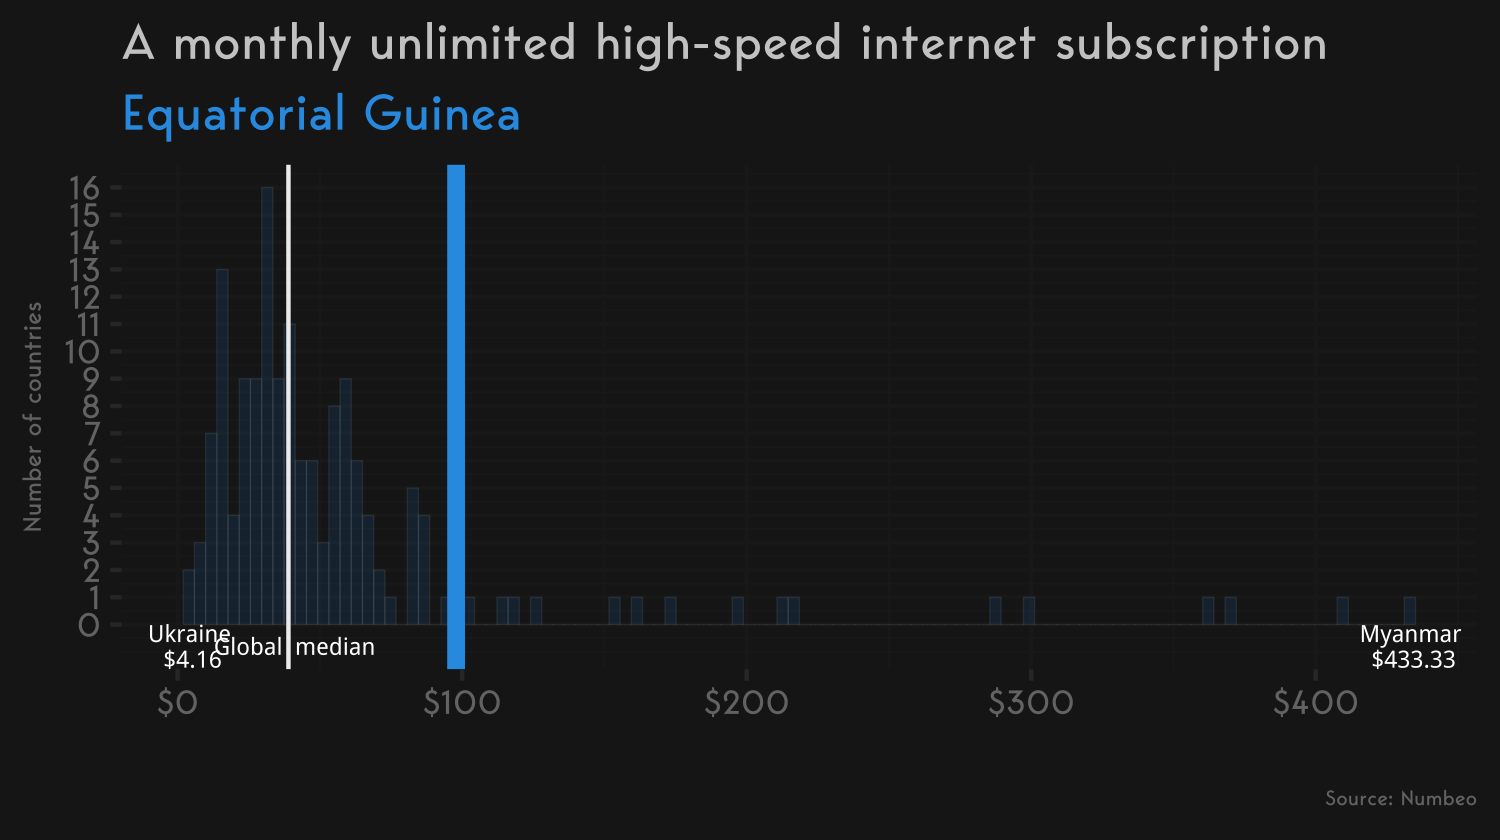 A monthly unlimited high-speed internet subscription
Equatorial Guinea
Number of countries
16
15
14
13
12
11
10
9
8
7
6
5
4
3
2
1
0
Ukraine
$4.16
Global median
Myanmar
$433.33
$0 $100 $200 $300 $400
Source: Numbeo